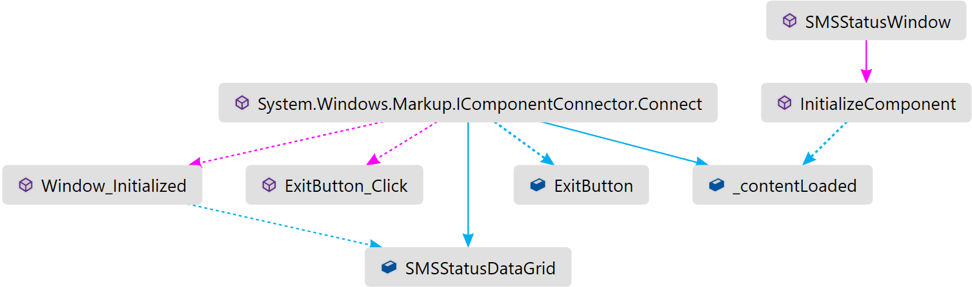 SMSStatusWindow
System.Windows.Markup.IComponentConnector.Connect
InitializeComponent
Window_Initialized
ExitButton_Click
ExitButton
_contentLoaded
SMSStatusDataGrid